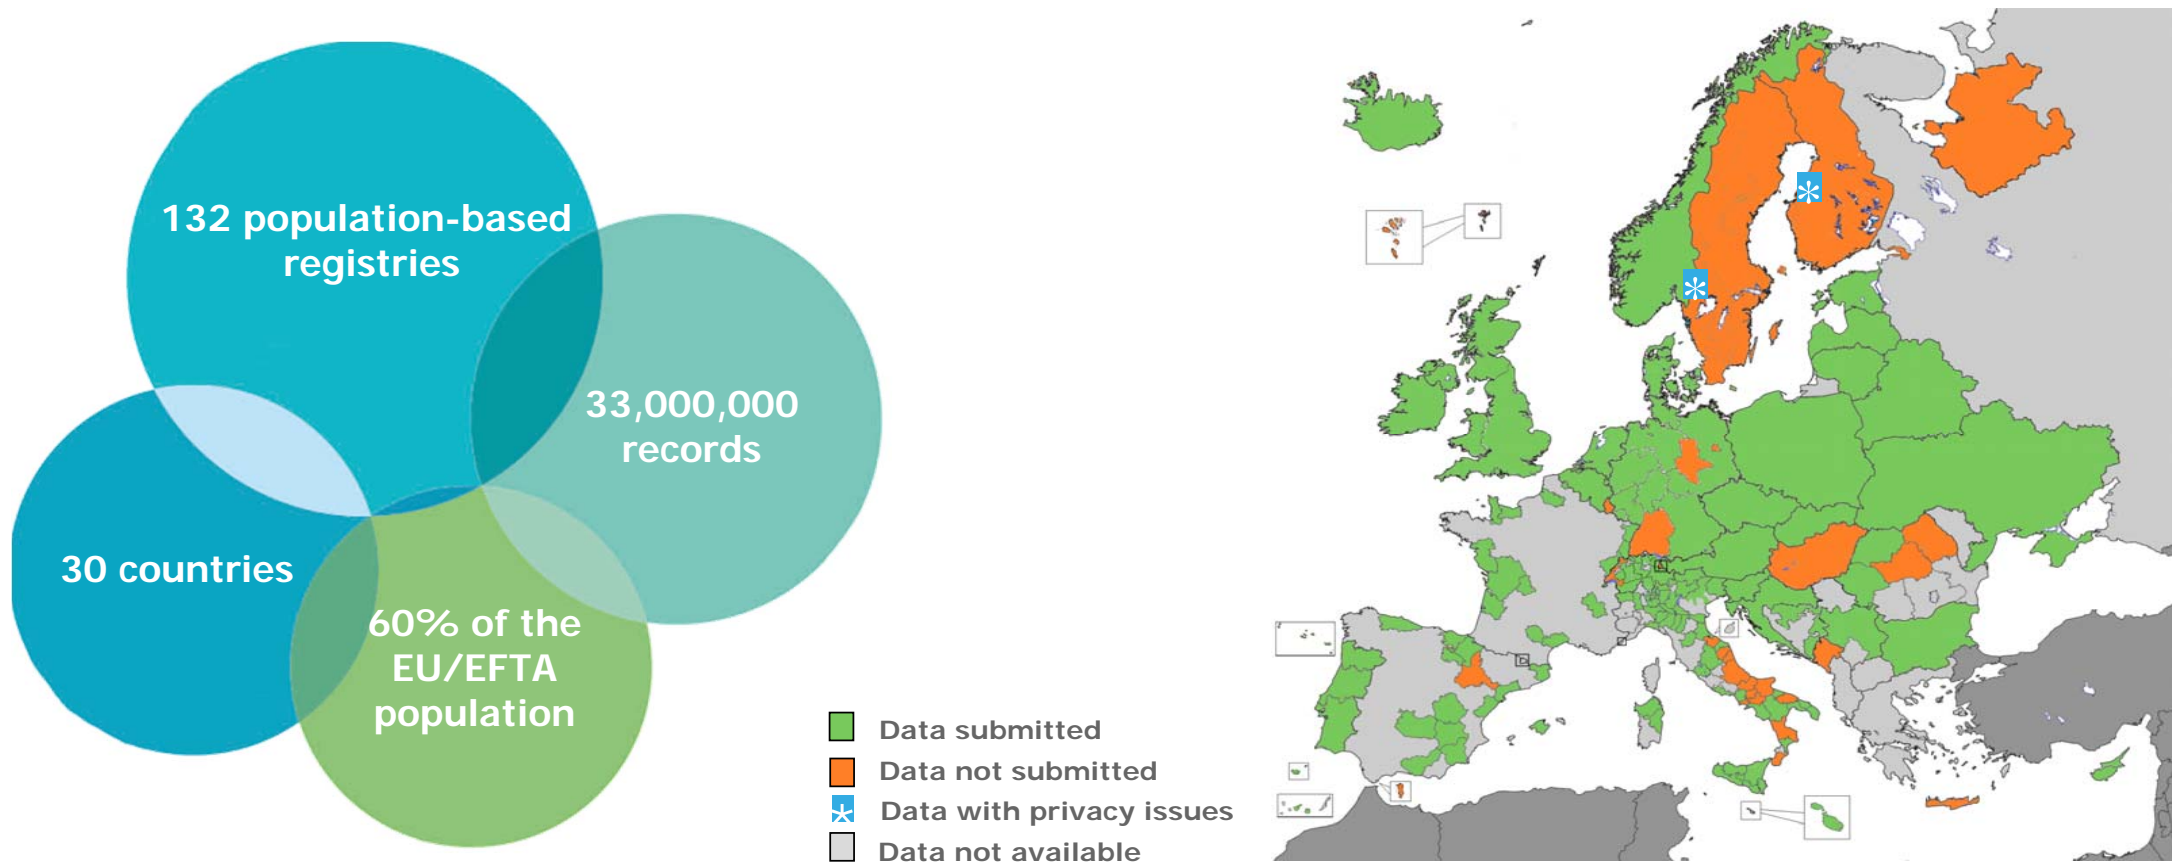 132 population-based
registries
33,000,000
records
30 countries
60% of the
EU/EFTA
population
Data submitted
Data not submitted
Data with privacy issues
Data not available